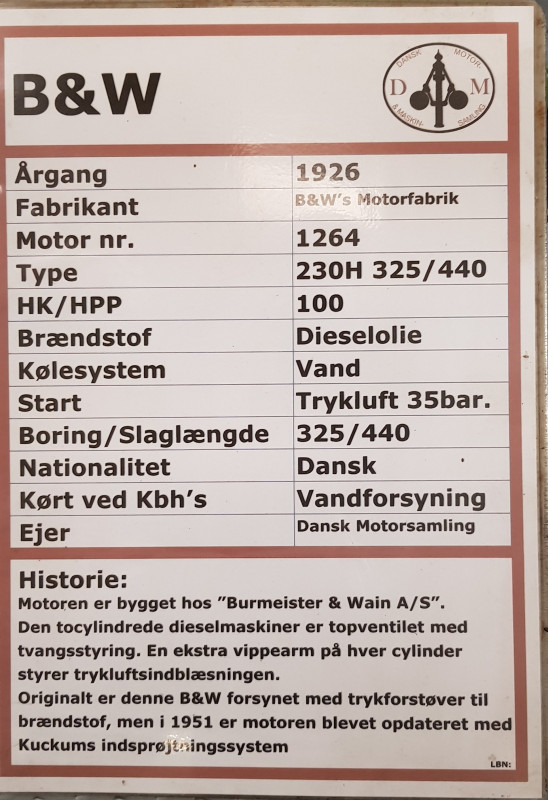 B&W
DANSK MOTOR-
D M
& MASKIN- SAMLING
Årgang 1926
Fabrikant B&W's Motorfabrik
Motor nr. 1264
Type 230H 325/440
HK/HPP 100
Brændstof Dieselolie
Kølesystem Vand
Start Trykluft 35bar.
Boring/Slaglængde 325/440
Nationalitet Dansk
Kørt ved Kbh's Vandforsyning
Ejer Dansk Motorsamling
Historie:
Motoren er bygget hos ”Burmeister & Wain A/S”.
Den tocylindrede dieselmaskiner er topventilet med
tvangsstyring. En ekstra vippearm på hver cylinder
styrer trykluftsindblæsningen.
Originalt er denne B&W forsynet med trykforstøver til
brændstof, men i 1951 er motoren blevet opdateret med
Kuckums indsprøjtningssystem
LBN: